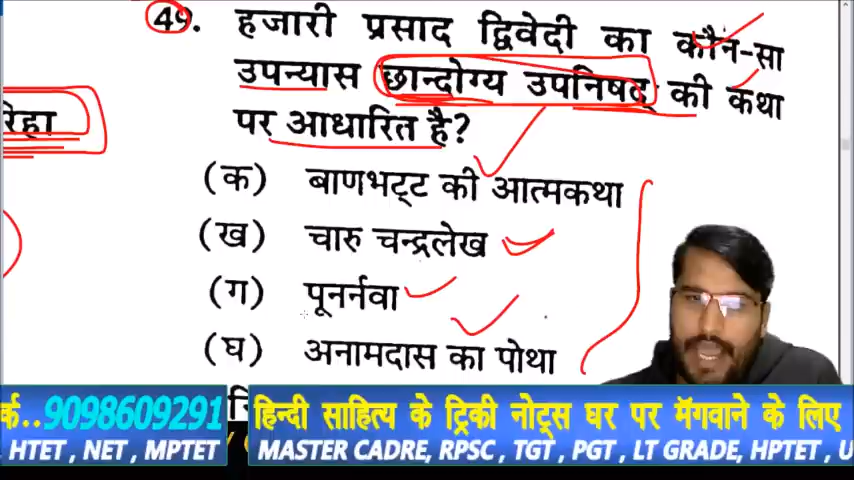 49. हजारी प्रसाद द्विवेदी का कौन-सा
उपन्यास छान्दोग्य उपनिषद् की कथा
पर आधारित है?
रिहा
(क) बाणभट्ट की आत्मकथा
(ख) चारु चन्द्रलेख
(ग) पूनर्नवा
(घ) अनामदास का पोथा
र्क..9098609291 हिन्दी साहित्य के ट्रिकी नोट्स घर पर मॅगवाने के लिए
HTET , NET , MPTET MASTER CADRE, RPSC , TGT , PGT , LT GRADE, HPTET , U